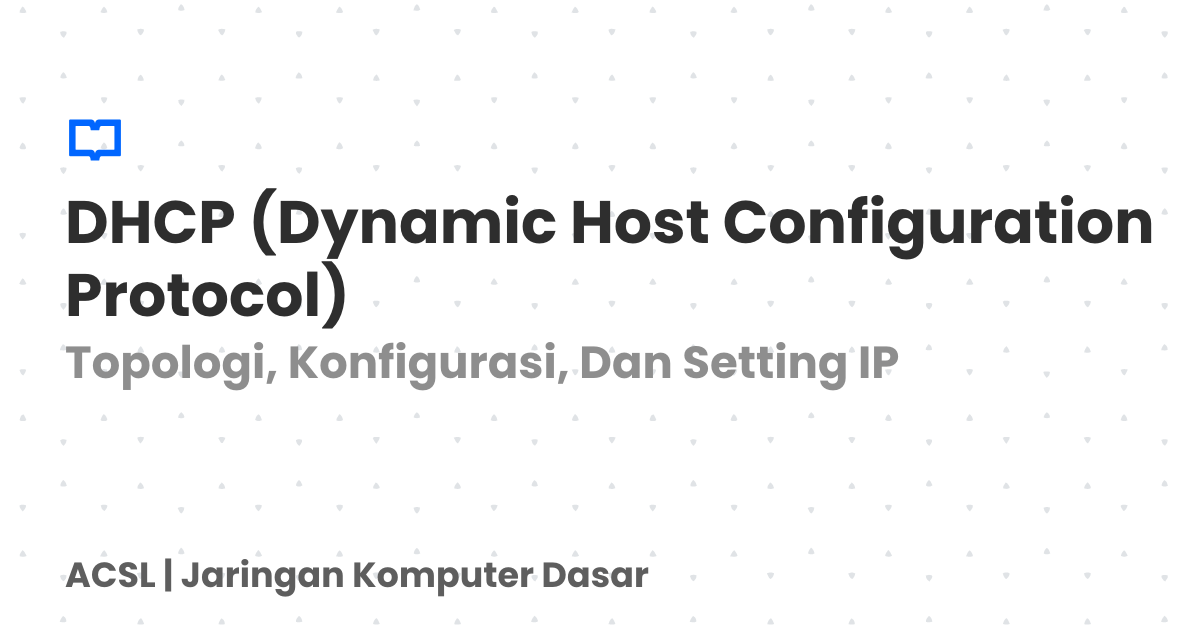 DHCP (Dynamic Host Configuration
Protocol)
Topologi, Konfigurasi, Dan Setting IP
ACSL | Jaringan Komputer Dasar